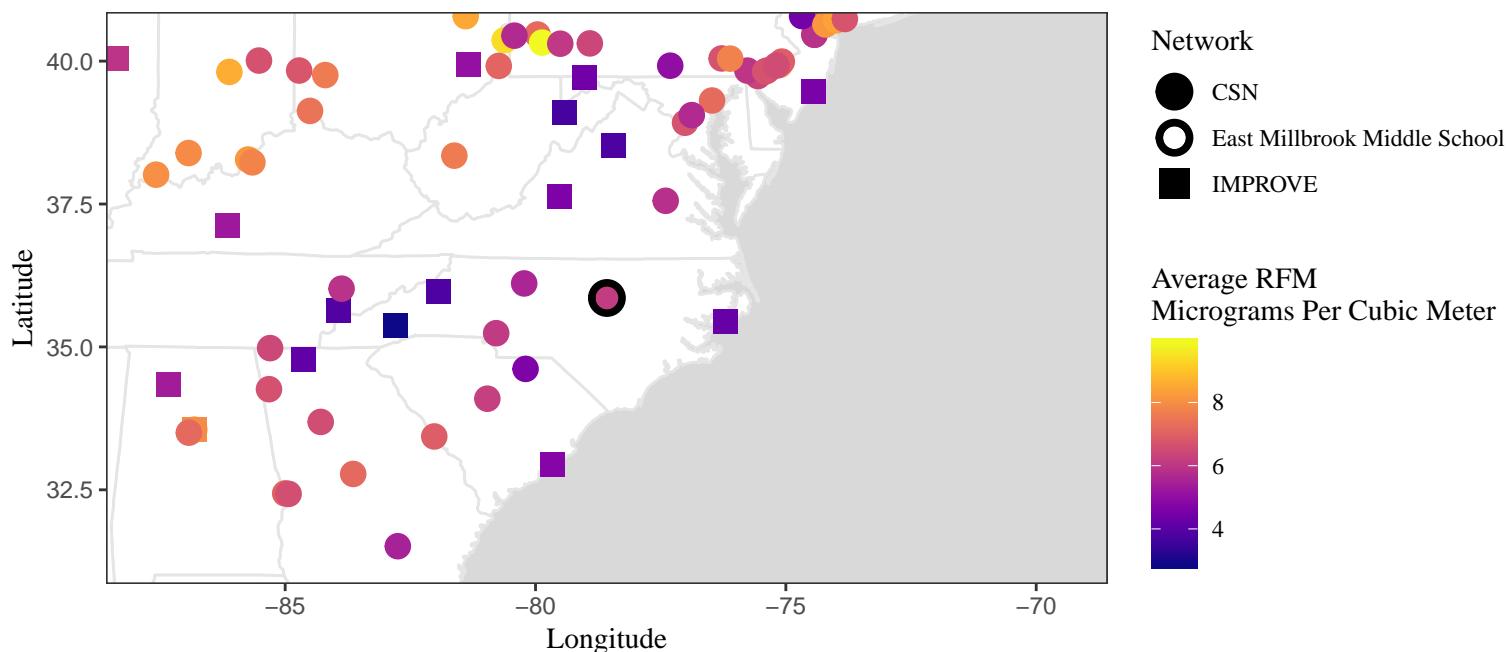 40.0
37.5
35.0
32.5
Latitude
−85
−80
−75
−70
Longitude
Network
CSN
East Millbrook Middle School
IMPROVE
Average RFM
Micrograms Per Cubic Meter
8
6
4